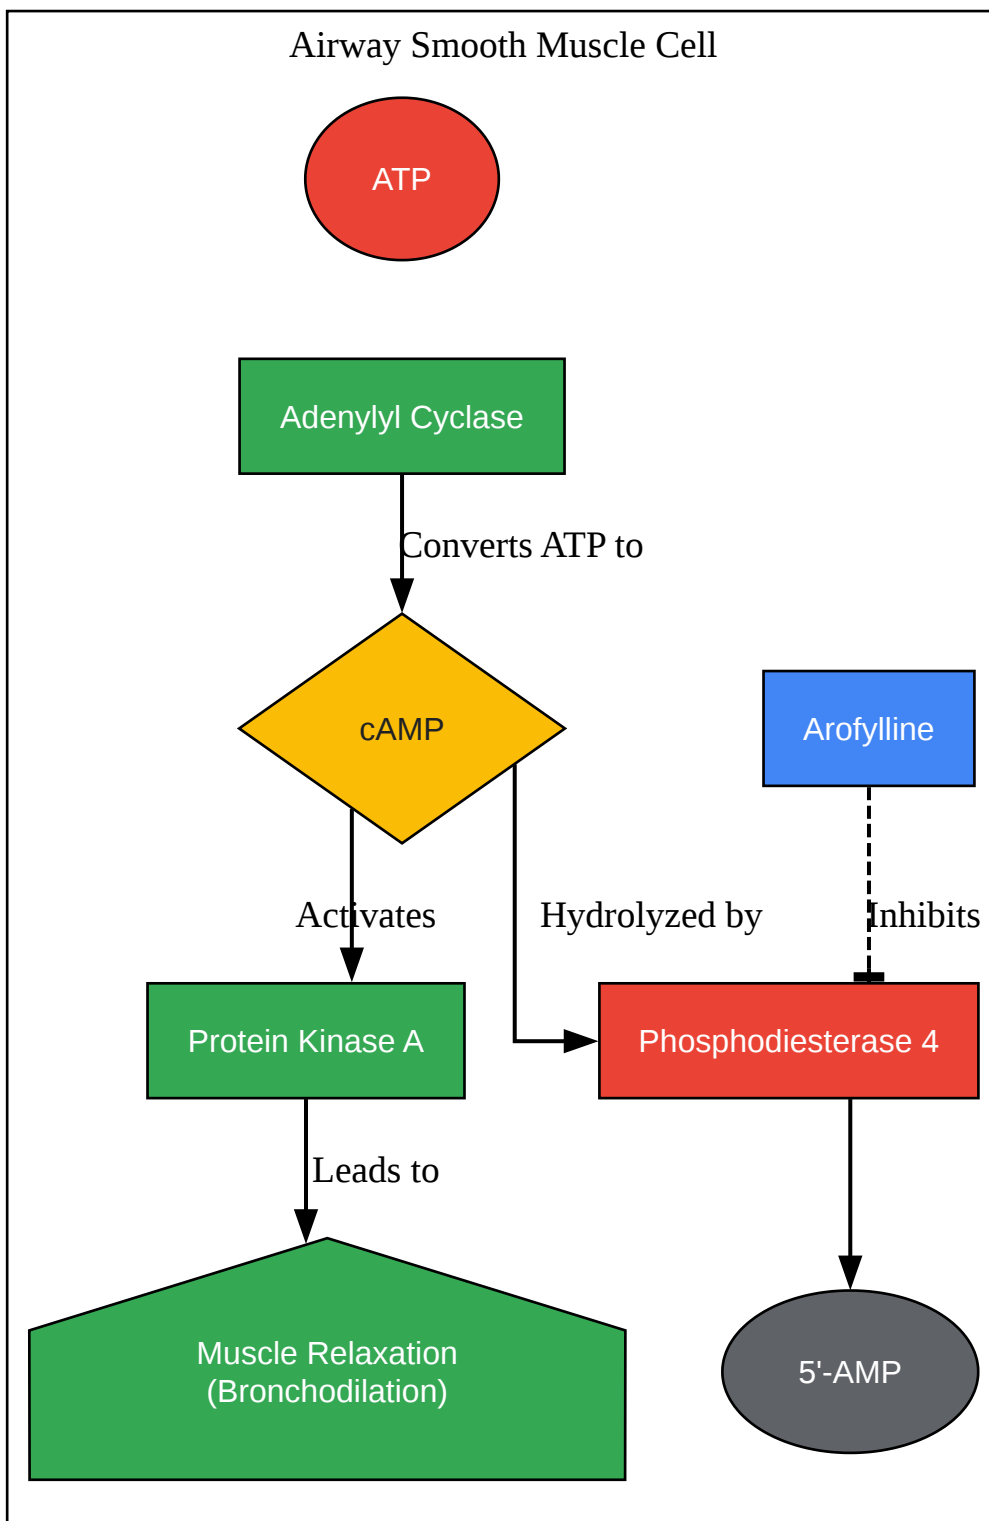 Airway Smooth Muscle Cell
ATP
Adenylyl Cyclase
Converts ATP to
cAMP
Arofylline
Activates
Hydrolyzed by
Inhibits
Protein Kinase A
Phosphodiesterase 4
Leads to
Muscle Relaxation
(Bronchodilation)
5'-AMP